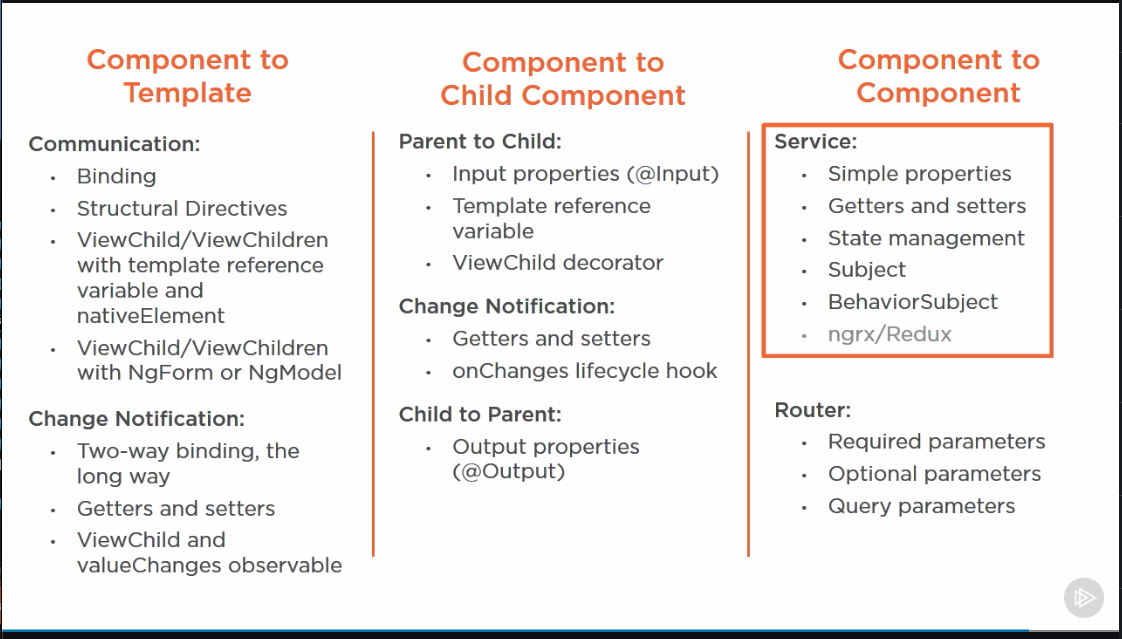 Component to
Template
Communication:
• Binding
• Structural Directives
• ViewChild/ViewChildren
with template reference
variable and
nativeElement
• ViewChild/ViewChildren
with NgForm or NgModel
Change Notification:
• Two-way binding, the
long way
• Getters and setters
• ViewChild and
valueChanges observable
Component to
Child Component
Parent to Child:
• Input properties (@Input)
• Template reference
variable
• ViewChild decorator
Change Notification:
• Getters and setters
• onChanges lifecycle hook
Child to Parent:
• Output properties
(@Output)
Component to
Component
Service:
• Simple properties
• Getters and setters
• State management
• Subject
• BehaviorSubject
• ngrx/Redux
Router:
• Required parameters
• Optional parameters
• Query parameters